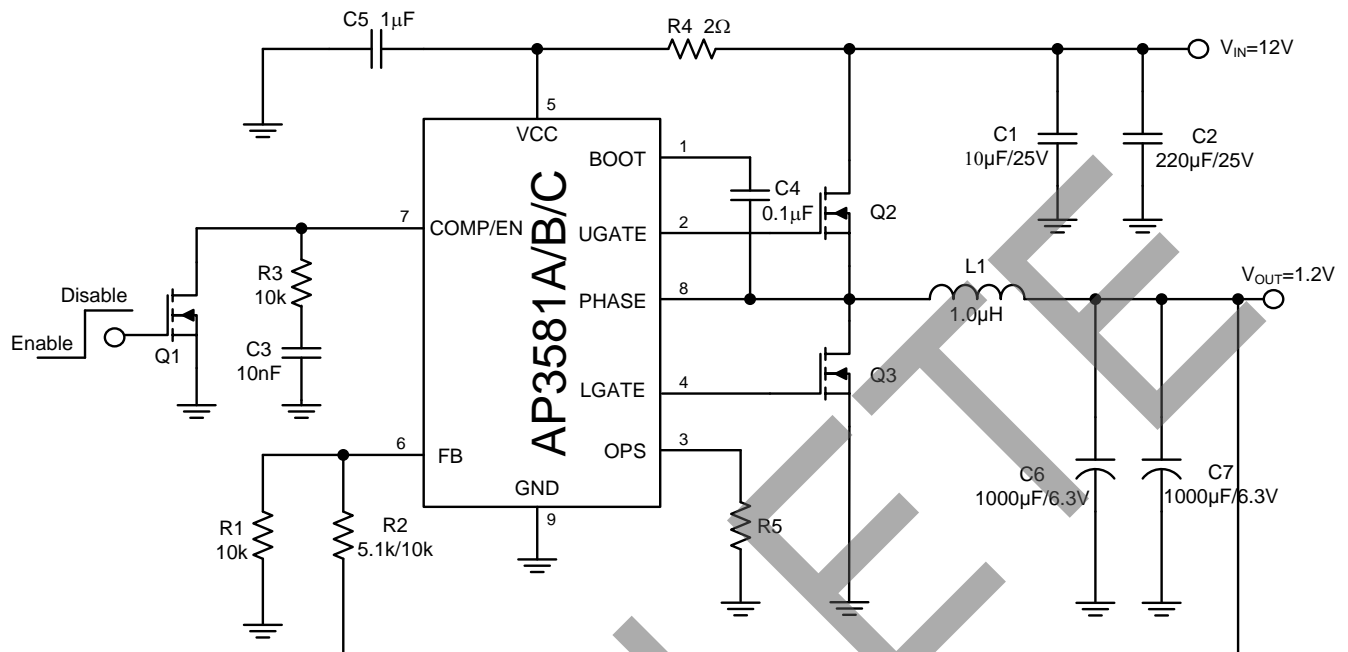 C5 1μF
R4 2Ω
V_IN=12V
5
VCC
1
BOOT
C4
0.1μF
C1
10μF/25V
C2
220μF/25V
7
COMP/EN
2
UGATE
Q2
R3
10k
Disable
Enable
Q1
C3
10nF
AP3581A/B/C
8
PHASE
L1
1.0μH
V_OUT=1.2V
4
LGATE
Q3
6
FB
3
OPS
GND
9
R1
10k
R2
5.1k/10k
R5
C6
1000μF/6.3V
C7
1000μF/6.3V
LETE